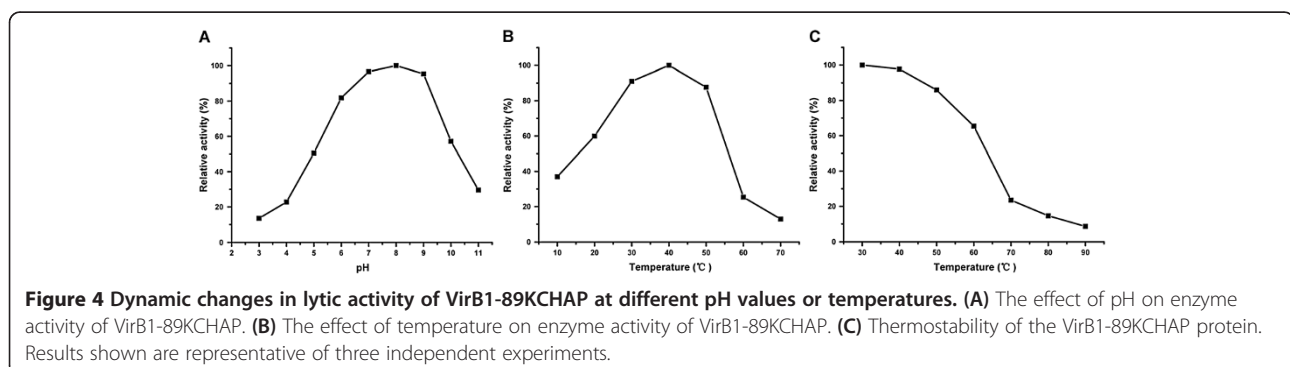 A
B
C
100
80
60
40
20
0
Relative activity (%)
2 3 4 5 6 7 8 9 10 11
pH
100
80
60
40
20
0
Relative activity (%)
10 20 30 40 50 60 70
Temperature (℃)
100
80
60
40
20
0
Relative activity (%)
30 40 50 60 70 80 90
Temperature (℃)
Figure 4 Dynamic changes in lytic activity of VirB1-89KCHAP at different pH values or temperatures. (A) The effect of pH on enzyme
activity of VirB1-89KCHAP. (B) The effect of temperature on enzyme activity of VirB1-89KCHAP. (C) Thermostability of the VirB1-89KCHAP protein.
Results shown are representative of three independent experiments.